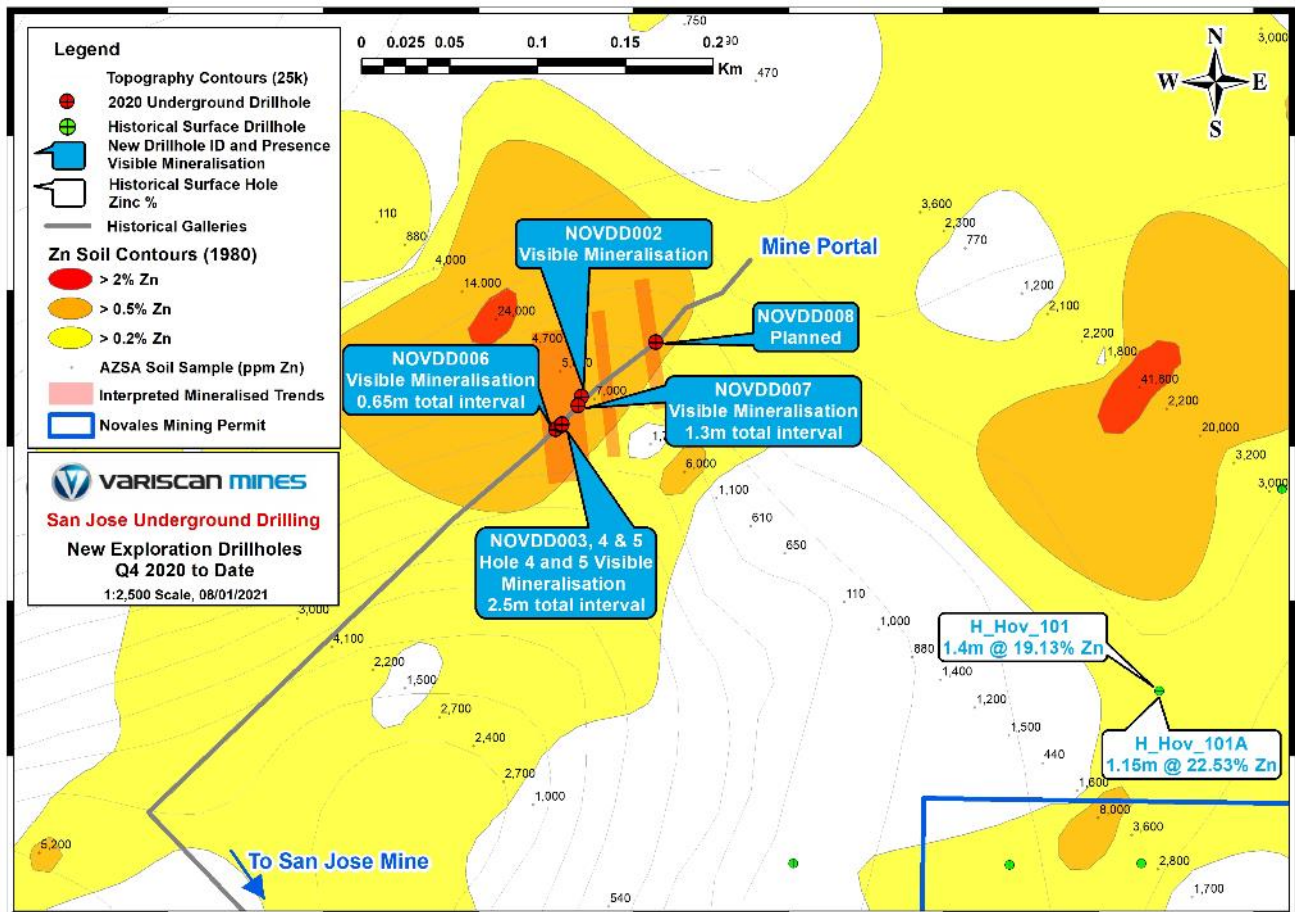 Legend
Topography Contours (25k)
2020 Underground Drillhole
Historical Surface Drillhole
New Drillhole ID and Presence
Visible Mineralisation
Historical Surface Hole
Zinc %
Historical Galleries
Zn Soil Contours (1980)
> 2% Zn
> 0.5% Zn
> 0.2% Zn
AZSA Soil Sample (ppm Zn)
Interpreted Mineralised Trends
Novales Mining Permit
VARISCAN MINES
San Jose Underground Drilling
New Exploration Drillholes
Q4 2020 to Date
1:2,500 Scale, 08/01/2021
0 0.025 0.05 0.1 0.15 0.2
Km
N
W E
S
750
470
3,000
110
880
4,000
14,000
24,000
4,700
7,000
3,600
2,300
770
1,200
2,100
2,200
1,800
41,800
2,200
20,000
3,200
3,000
NOVDD002
Visible Mineralisation
Mine Portal
NOVDD008
Planned
NOVDD006
Visible Mineralisation
0.65m total interval
NOVDD007
Visible Mineralisation
1.3m total interval
6,000
1,100
610
650
110
1,000
880
1,400
1,200
1,500
440
1,600
NOVDD003, 4 & 5
Hole 4 and 5 Visible
Mineralisation
2.5m total interval
3,000
4,100
2,200
1,500
2,700
2,400
2,700
1,000
H_Hov_101
1.4m @ 19.13% Zn
H_Hov_101A
1.15m @ 22.53% Zn
8,000
3,600
2,800
1,700
5,200
To San Jose Mine
540